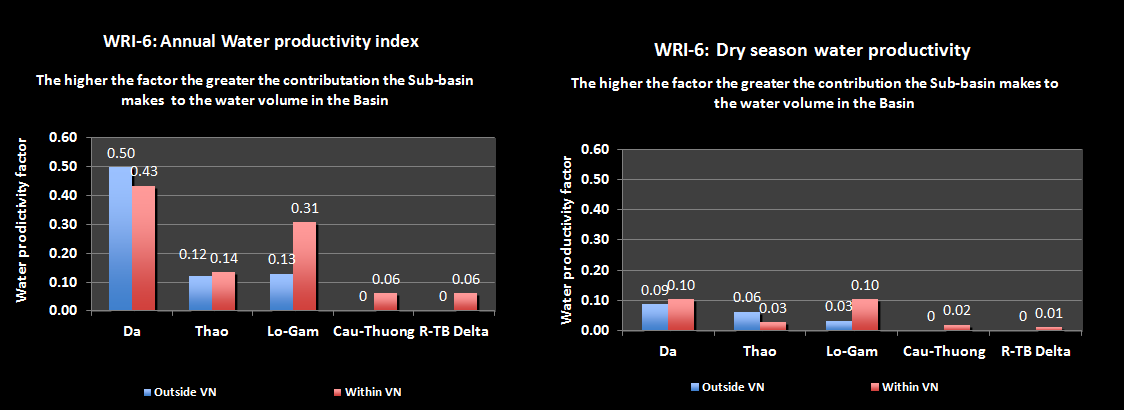 WRI-6: Annual Water productivity index
The higher the factor the greater the contributation the Sub-basin
makes to the water volume in the Basin
Water prodictivity factor
0.60
0.50
0.40
0.30
0.20
0.10
0.00
0.50
0.43
0.12
0.14
0.13
0.31
0
0.06
0
0.06
Da
Thao
Lo-Gam
Cau-Thuong
R-TB Delta
Outside VN
Within VN
WRI-6: Dry season water productivity
The higher the factor the greater the contribution the Sub-basin makes to
the water volume in the Basin
Water productivity factor
0.60
0.50
0.40
0.30
0.20
0.10
0.00
0.09
0.10
0.06
0.03
0.03
0.10
0
0.02
0
0.01
Da
Thao
Lo-Gam
Cau-Thuong
R-TB Delta
Outside VN
Within VN